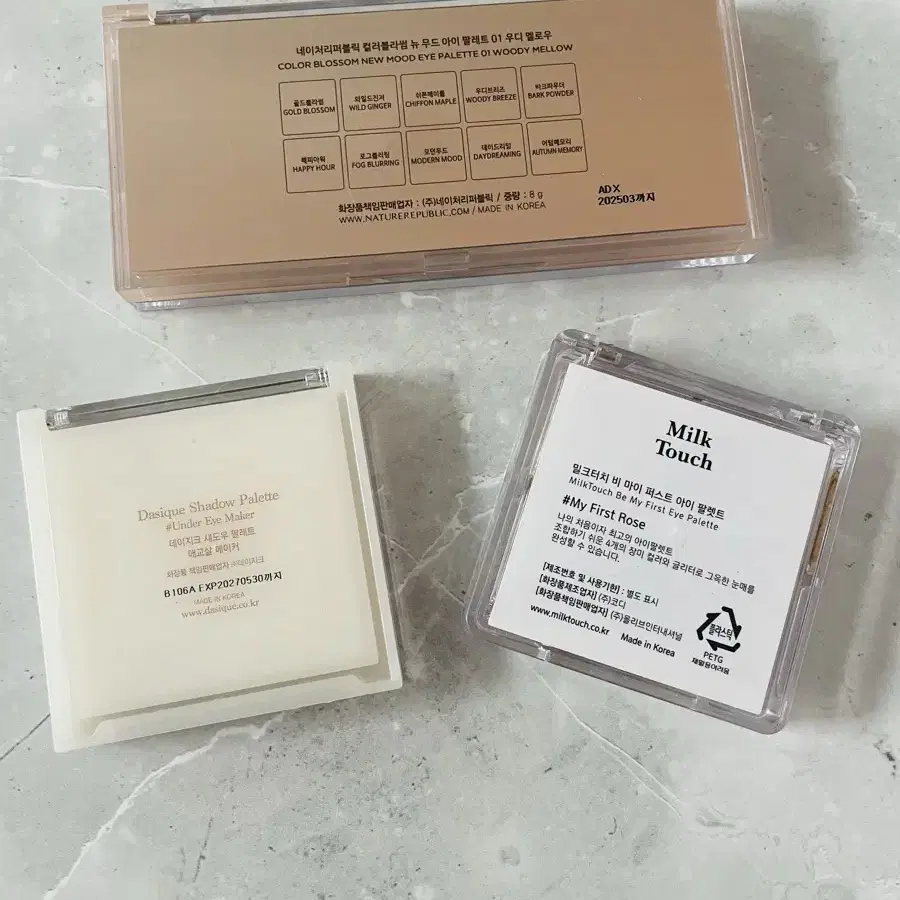 네이처리퍼블릭 컬러블라썸 뉴 무드 아이 팔레트 01 우디 멜로우
COLOR BLOSSOM NEW MOOD EYE PALETTE 01 WOODY MELLOW
골드블라썸
GOLD BLOSSOM
와일드진저
WILD GINGER
쉬폰메이플
CHIFFON MAPLE
우디브리즈
WOODY BREEZE
바크파우더
BARK POWDER
해피아워
HAPPY HOUR
포그블러링
FOG BLURRING
모던무드
MODERN MOOD
데이드리밍
DAYDREAMING
어텀메모리
AUTUMN MEMORY
화장품책임판매업자 : (주)네이처리퍼블릭 / 중량 : 8 g
WWW.NATUREREPUBLIC.COM / MADE IN KOREA
ADX
202503까지
Dasique Shadow Palette
#Under Eye Maker
데이지크 섀도우 팔레트
애교살 메이커
화장품 책임판매업자 ㈜데이지크
B106A EXP20270530까지
MADE IN KOREA
www.dasique.co.kr
Milk
Touch
밀크터치 비 마이 퍼스트 아이 팔렛트
MilkTouch Be My First Eye Palette
#My First Rose
나의 처음이자 최고의 아이팔렛트
조합하기 쉬운 4개의 장미 컬러와 글리터로 그윽한 눈매를
완성할 수 있습니다.
[제조번호 및 사용기한] : 별도 표시
[화장품제조업자] (주)코디
[화장품책임판매업자] (주)올리브인터내셔널
www.milktouch.co.kr Made in Korea
플라스틱
PETG
재활용어려움